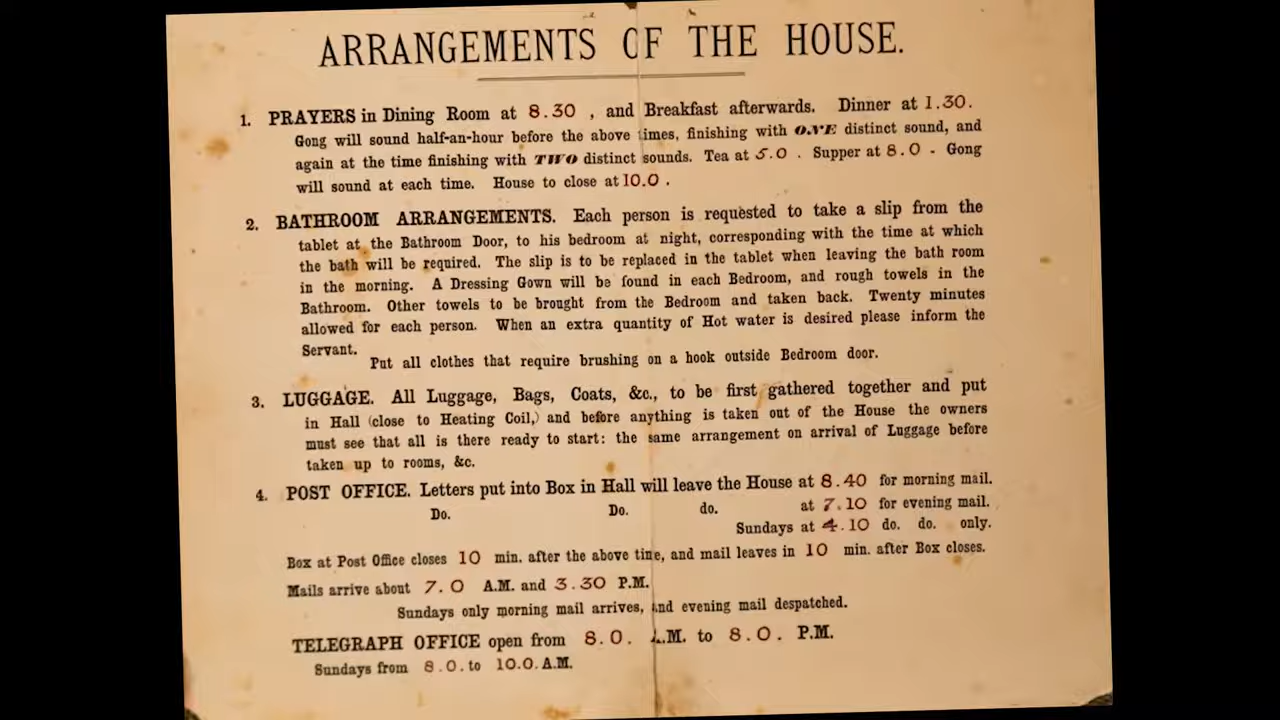 ARRANGEMENTS OF THE HOUSE.
1. PRAYERS in Dining Room at 8.30 , and Breakfast afterwards. Dinner at 1.30.
Gong will sound half-an-hour before the above times, finishing with ONE distinct sound, and
again at the time finishing with TWO distinct sounds. Tea at 5.0 . Supper at 8.0 . Gong
will sound at each time. House to close at 10.0 .
2. BATHROOM ARRANGEMENTS. Each person is requested to take a slip from the
tablet at the Bathroom Door, to his bedroom at night, corresponding with the time at which
the bath will be required. The slip is to be replaced in the tablet when leaving the bath room
in the morning. A Dressing Gown will be found in each Bedroom, and rough towels in the
Bathroom. Other towels to be brought from the Bedroom and taken back. Twenty minutes
allowed for each person. When an extra quantity of Hot water is desired please inform the
Servant.
Put all clothes that require brushing on a hook outside Bedroom door.
3. LUGGAGE. All Luggage, Bags, Coats, &c., to be first gathered together and put
in Hall (close to Heating Coil,) and before anything is taken out of the House the owners
must see that all is there ready to start: the same arrangement on arrival of Luggage before
taken up to rooms, &c.
4. POST OFFICE. Letters put into Box in Hall will leave the House at 8.40 for morning mail.
Do. Do. do. at 7.10 for evening mail.
Sundays at 4.10 do. do. only.
Box at Post Office closes 10 min. after the above time, and mail leaves in 10 min. after Box closes.
Mails arrive about 7.0 A.M. and 3.30 P.M.
Sundays only morning mail arrives, and evening mail despatched.
TELEGRAPH OFFICE open from 8.0. A.M. to 8.0. P.M.
Sundays from 8.0. to 10.0. A.M.